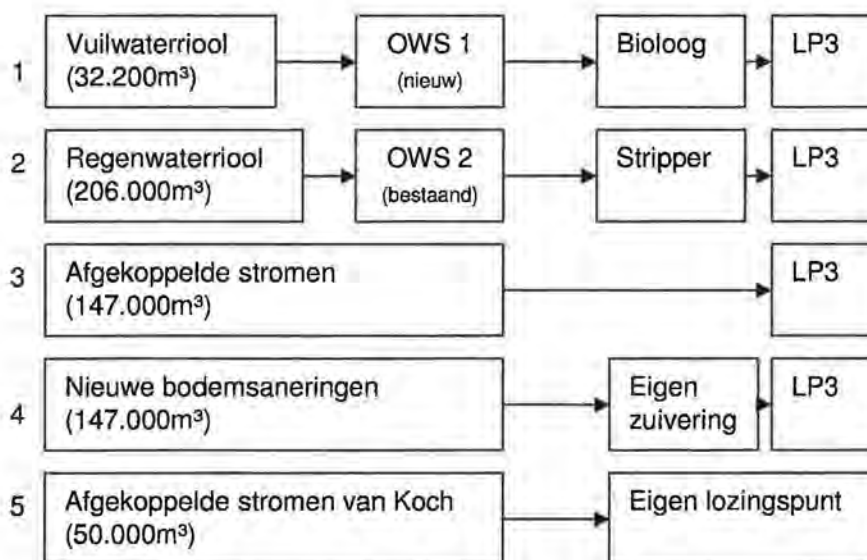 1
Vuilwaterriool
(32.200m³)
OWS 1
(nieuw)
Bioloog
LP3
2
Regenwaterriool
(206.000m³)
OWS 2
(bestaand)
Stripper
LP3
3
Afgekoppelde stromen
(147.000m³)
LP3
4
Nieuwe bodemsaneringen
(147.000m³)
Eigen
zuivering
LP3
5
Afgekoppelde stromen van Koch
(50.000m³)
Eigen lozingspunt